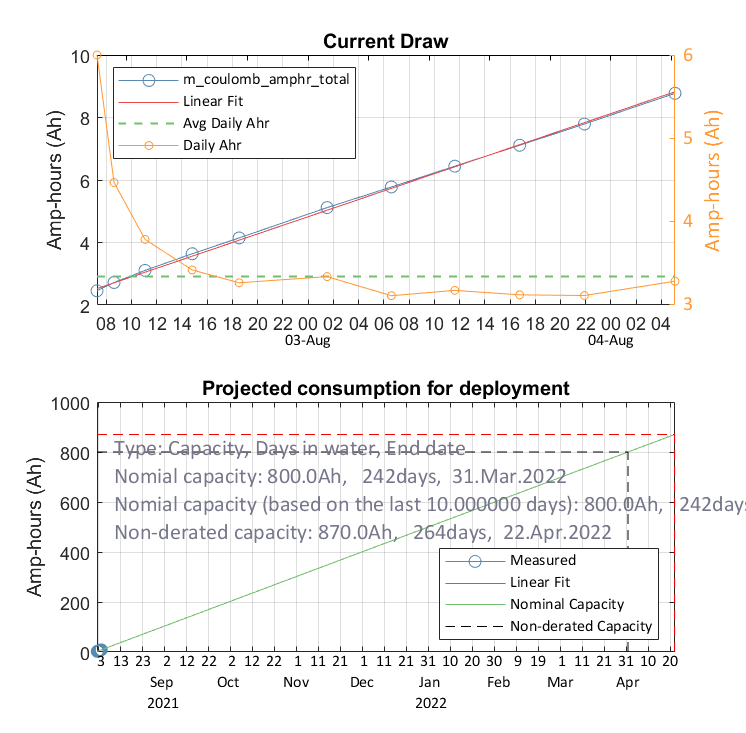 Current Draw
10
8
6
4
2
Amp-hours (Ah)
m_coulomb_amphr_total
Linear Fit
Avg Daily Ahr
Daily Ahr
6
5
4
3
Amp-hours (Ah)
08 10 12 14 16 18 20 22 00 02 04 06 08 10 12 14 16 18 20 22 00 02 04
03-Aug 04-Aug
Projected consumption for deployment
1000
800
600
400
200
0
Amp-hours (Ah)
Type: Capacity, Days in water, End date
Nomial capacity: 800.0Ah, 242days, 31.Mar.2022
Nomial capacity (based on the last 10.000000 days): 800.0Ah, 242days
Non-derated capacity: 870.0Ah, 264days, 22.Apr.2022
Measured
Linear Fit
Nominal Capacity
Non-derated Capacity
3 13 23 2 12 22 2 12 22 1 11 21 1 11 21 31 10 20 30 9 19 1 11 21 31 10 20
Sep Oct Nov Dec Jan Feb Mar Apr
2021 2022